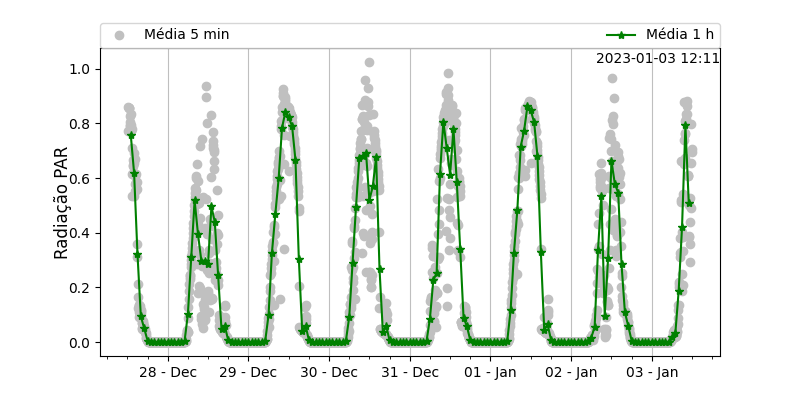 Média 5 min
Média 1 h
2023-01-03 12:11
Radiação PAR
1.0
0.8
0.6
0.4
0.2
0.0
28 - Dec
29 - Dec
30 - Dec
31 - Dec
01 - Jan
02 - Jan
03 - Jan